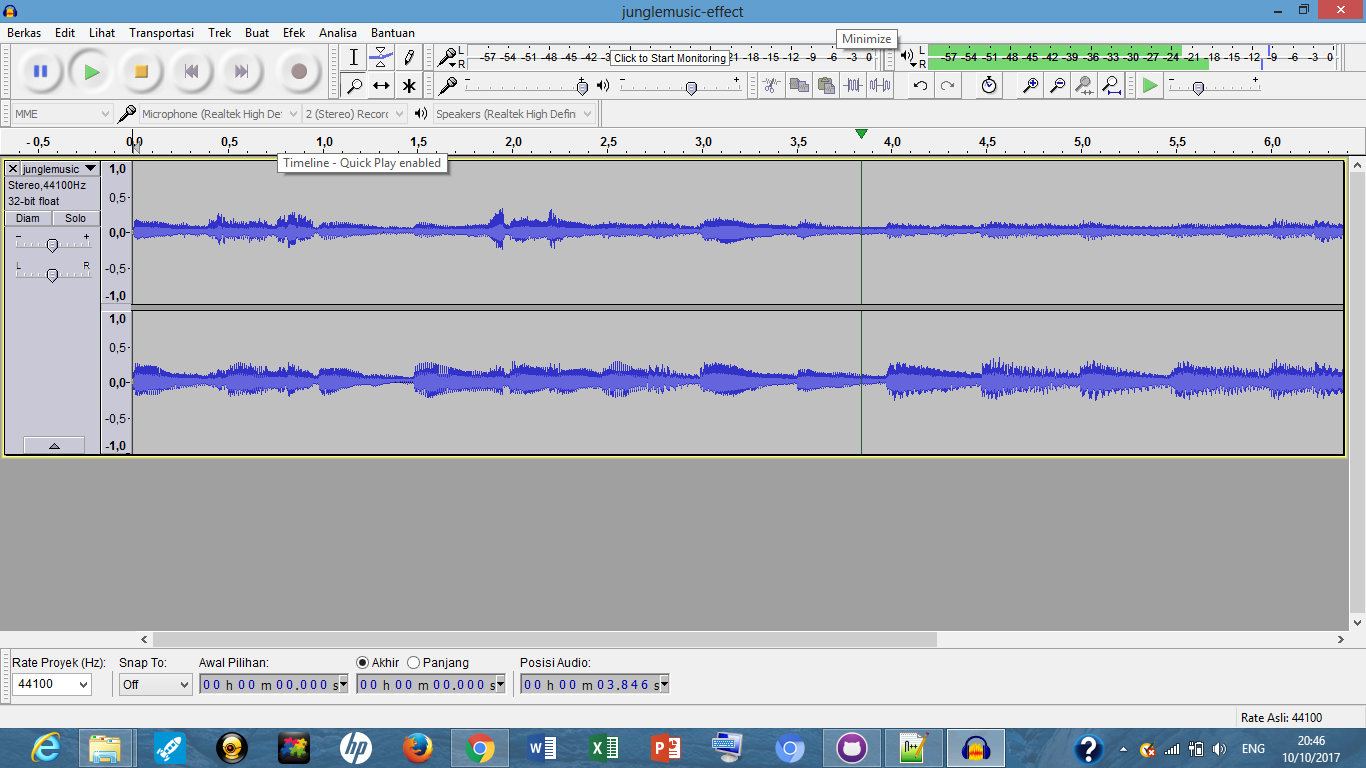 junglemusic-effect
Berkas Edit Lihat Transportasi Trek Buat Efek Analisa Bantuan
Minimize
L R -57 -54 -51 -48 -45 -42 Click to Start Monitoring -18 -15 -12 -9 -6 -3 0 L R -57 -54 -51 -48 -45 -42 -39 -36 -33 -30 -27 -24 -21 -18 -15 -12 -9 -6 -3 0
MME Microphone (Realtek High Def 2 (Stereo) Record Speakers (Realtek High Defin
- 0,5 0,0 0,5 1,0 1,5 2,0 2,5 3,0 3,5 4,0 4,5 5,0 5,5 6,0
Timeline - Quick Play enabled
X junglemusic
Stereo,44100Hz
32-bit float
Diam Solo
- +
L R
1,0
0,5-
0,0-
-0,5-
-1,0
1,0
0,5-
0,0-
-0,5-
-1,0
Rate Proyek (Hz): Snap To: Awal Pilihan: Akhir Panjang Posisi Audio:
44100 Off 00 h 00 m 00.000 s 00 h 00 m 00.000 s 00 h 00 m 03.846 s
Rate Asli: 44100
ENG
20:46
10/10/2017